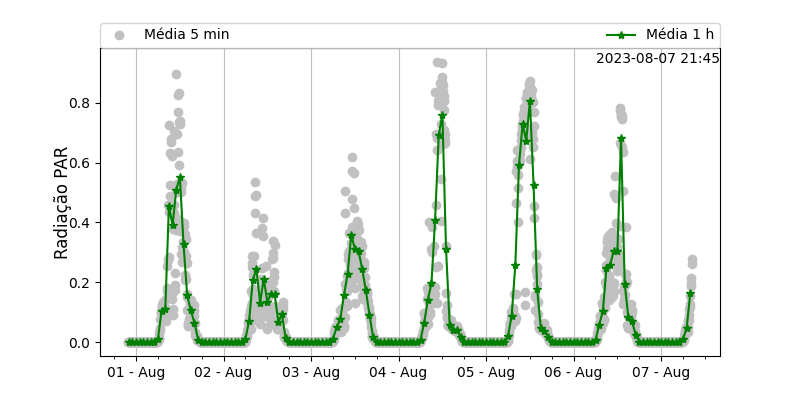 Média 5 min
Média 1 h
2023-08-07 21:45
Radiação PAR
0.8
0.6
0.4
0.2
0.0
01 - Aug
02 - Aug
03 - Aug
04 - Aug
05 - Aug
06 - Aug
07 - Aug